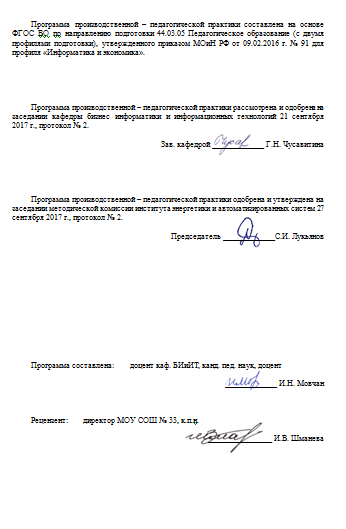 Программа производственной – педагогической практики составлена на основе
ФГОС ВО по направлению подготовки 44.03.05 Педагогическое образование (с двумя
профилями подготовки), утвержденного приказом МОиН РФ от 09.02.2016 г. № 91 для
профиля «Информатика и экономика».
Программа производственной – педагогической практики рассмотрена и одобрена на
заседании кафедры бизнес информатики и информационных технологий 21 сентября
2017 г., протокол № 2.
Зав. кафедрой Г.Н. Чусавитина
Программа производственной – педагогической практики одобрена и утверждена на
заседании методической комиссии института энергетики и автоматизированных систем 27
сентября 2017 г., протокол № 2.
Председатель С.И. Лукьянов
Программа составлена: доцент каф. БИиИТ, канд. пед. наук, доцент
И.Н. Мовчан
Рецензент: директор МОУ СОШ № 33, к.п.н.
И.В. Шманева